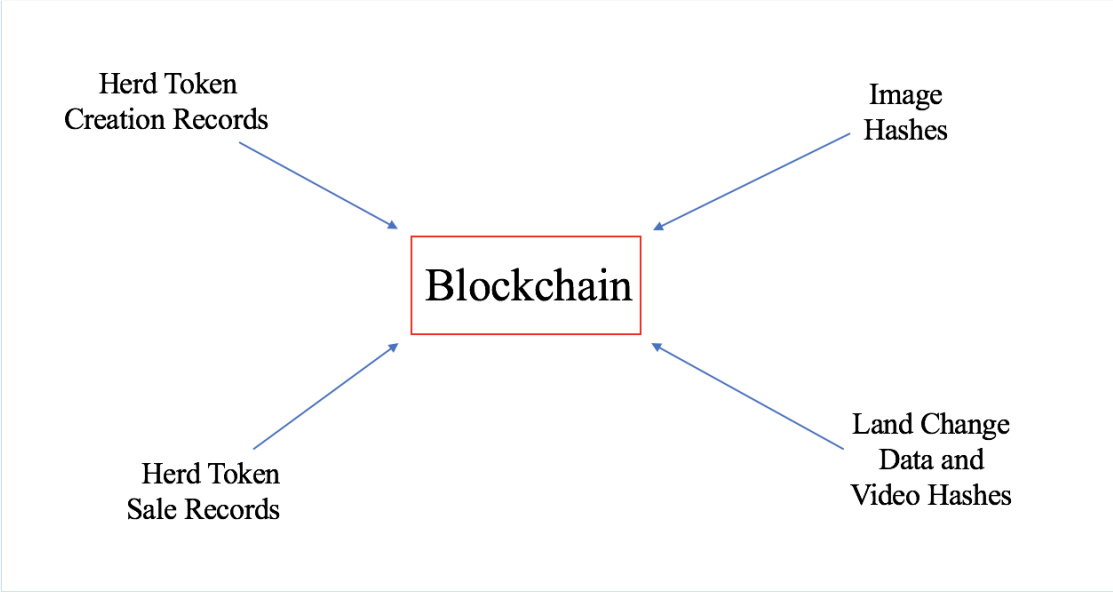 Herd Token
Creation Records
Image
Hashes
Blockchain
Herd Token
Sale Records
Land Change
Data and
Video Hashes